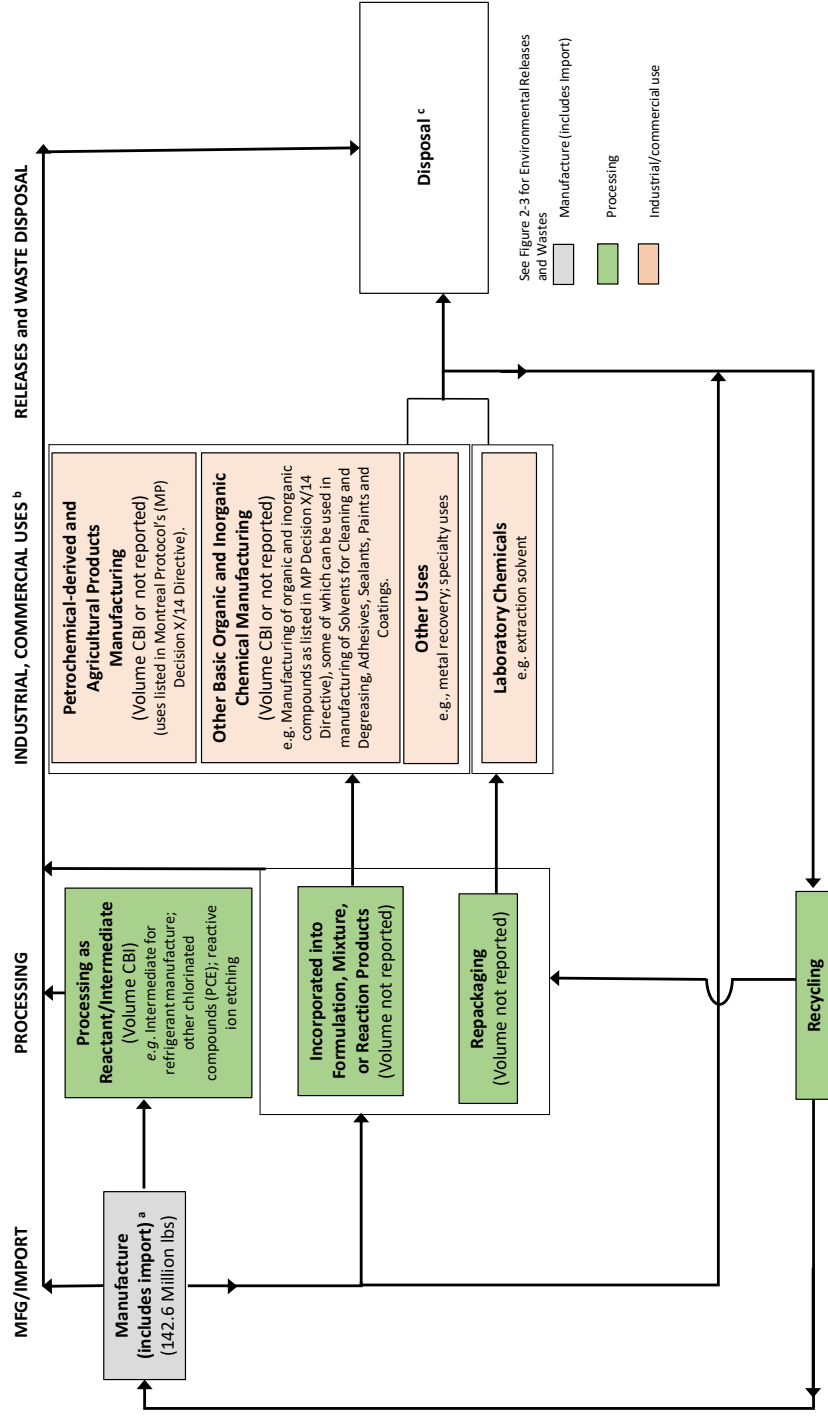 MFG/IMPORT
PROCESSING
INDUSTRIAL, COMMERCIAL USES b
RELEASES and WASTE DISPOSAL
Manufacture
(includes import) a
(142.6 Million lbs)
Processing as
Reactant/Intermediate
(Volume CBI)
e.g. Intermediate for
refrigerant manufacture;
other chlorinated
compounds (PCE); reactive
ion etching
Incorporated into
Formulation, Mixture,
or Reaction Products
(Volume not reported)
Repackaging
(Volume not reported)
Recycling
Petrochemical-derived and
Agricultural Products
Manufacturing
(Volume CBI or not reported)
(uses listed in Montreal Protocol's (MP)
Decision X/14 Directive).
Other Basic Organic and Inorganic
Chemical Manufacturing
(Volume CBI or not reported)
e.g. Manufacturing of organic and inorganic
compounds as listed in MP Decision X/14
Directive), some of which can be used in
manufacturing of Solvents for Cleaning and
Degreasing, Adhesives, Sealants, Paints and
Coatings.
Other Uses
e.g., metal recovery; specialty uses
Laboratory Chemicals
e.g. extraction solvent
Disposal c
See Figure 2-3 for Environmental Releases
and Wastes
Manufacture (includes Import)
Processing
Industrial/commercial use